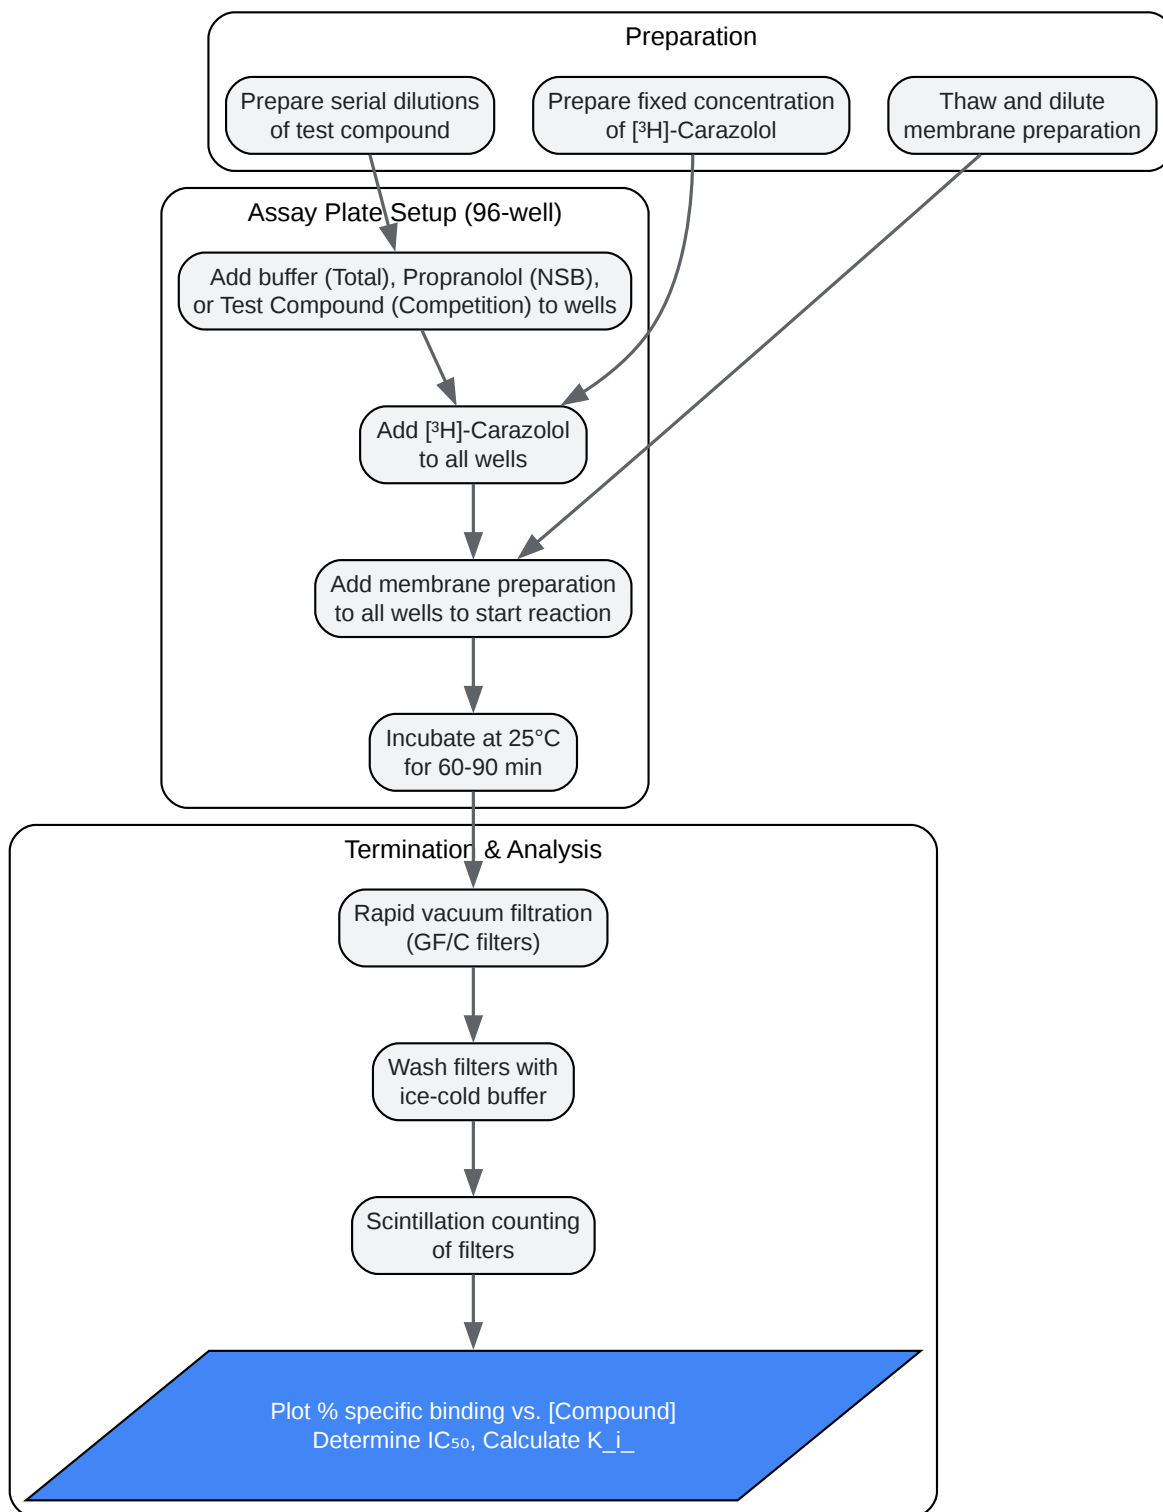 Preparation
Prepare serial dilutions
of test compound
Prepare fixed concentration
of [³H]-Carazolol
Thaw and dilute
membrane preparation
Assay Plate Setup (96-well)
Add buffer (Total), Propranolol (NSB),
or Test Compound (Competition) to wells
Add [³H]-Carazolol
to all wells
Add membrane preparation
to all wells to start reaction
Incubate at 25°C
for 60-90 min
Termination & Analysis
Rapid vacuum filtration
(GF/C filters)
Wash filters with
ice-cold buffer
Scintillation counting
of filters
Plot % specific binding vs. [Compound]
Determine IC₅₀, Calculate K_i_